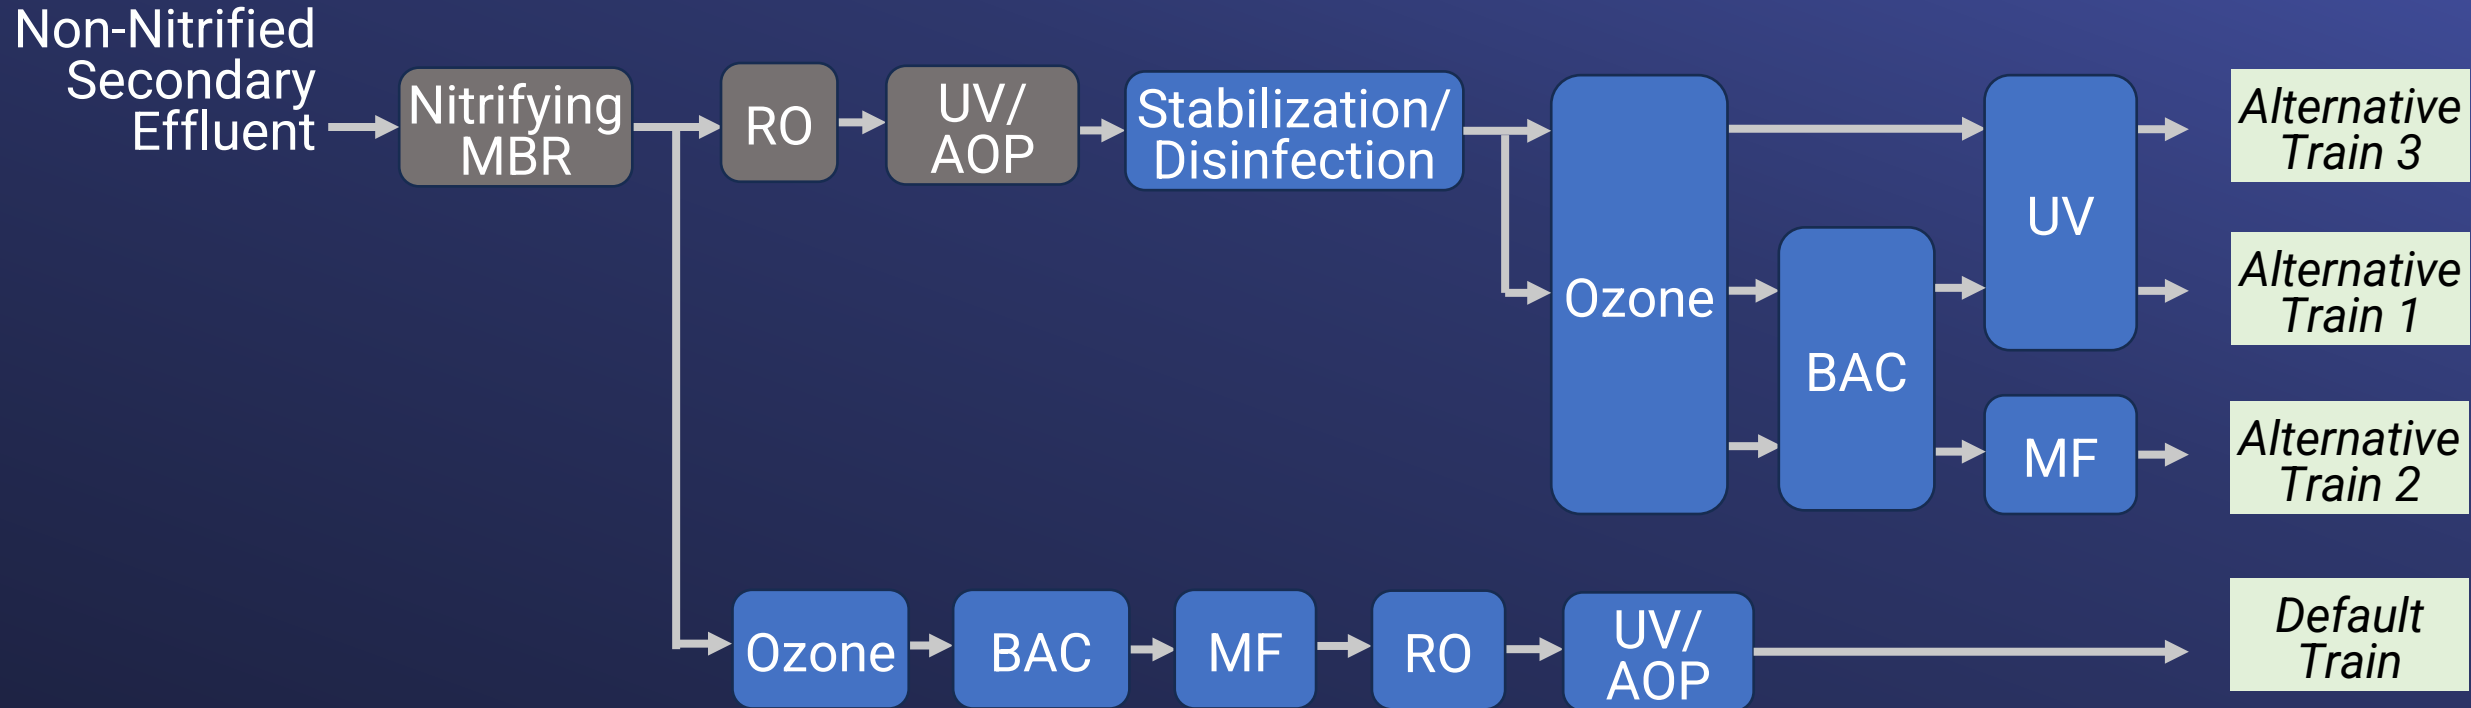 Non-Nitrified
Secondary
Effluent
Nitrifying
MBR
RO
UV/
AOP
Stabilization/
Disinfection
Ozone
BAC
UV
MF
Alternative
Train 3
Alternative
Train 1
Alternative
Train 2
Ozone
BAC
MF
RO
UV/
AOP
Default
Train